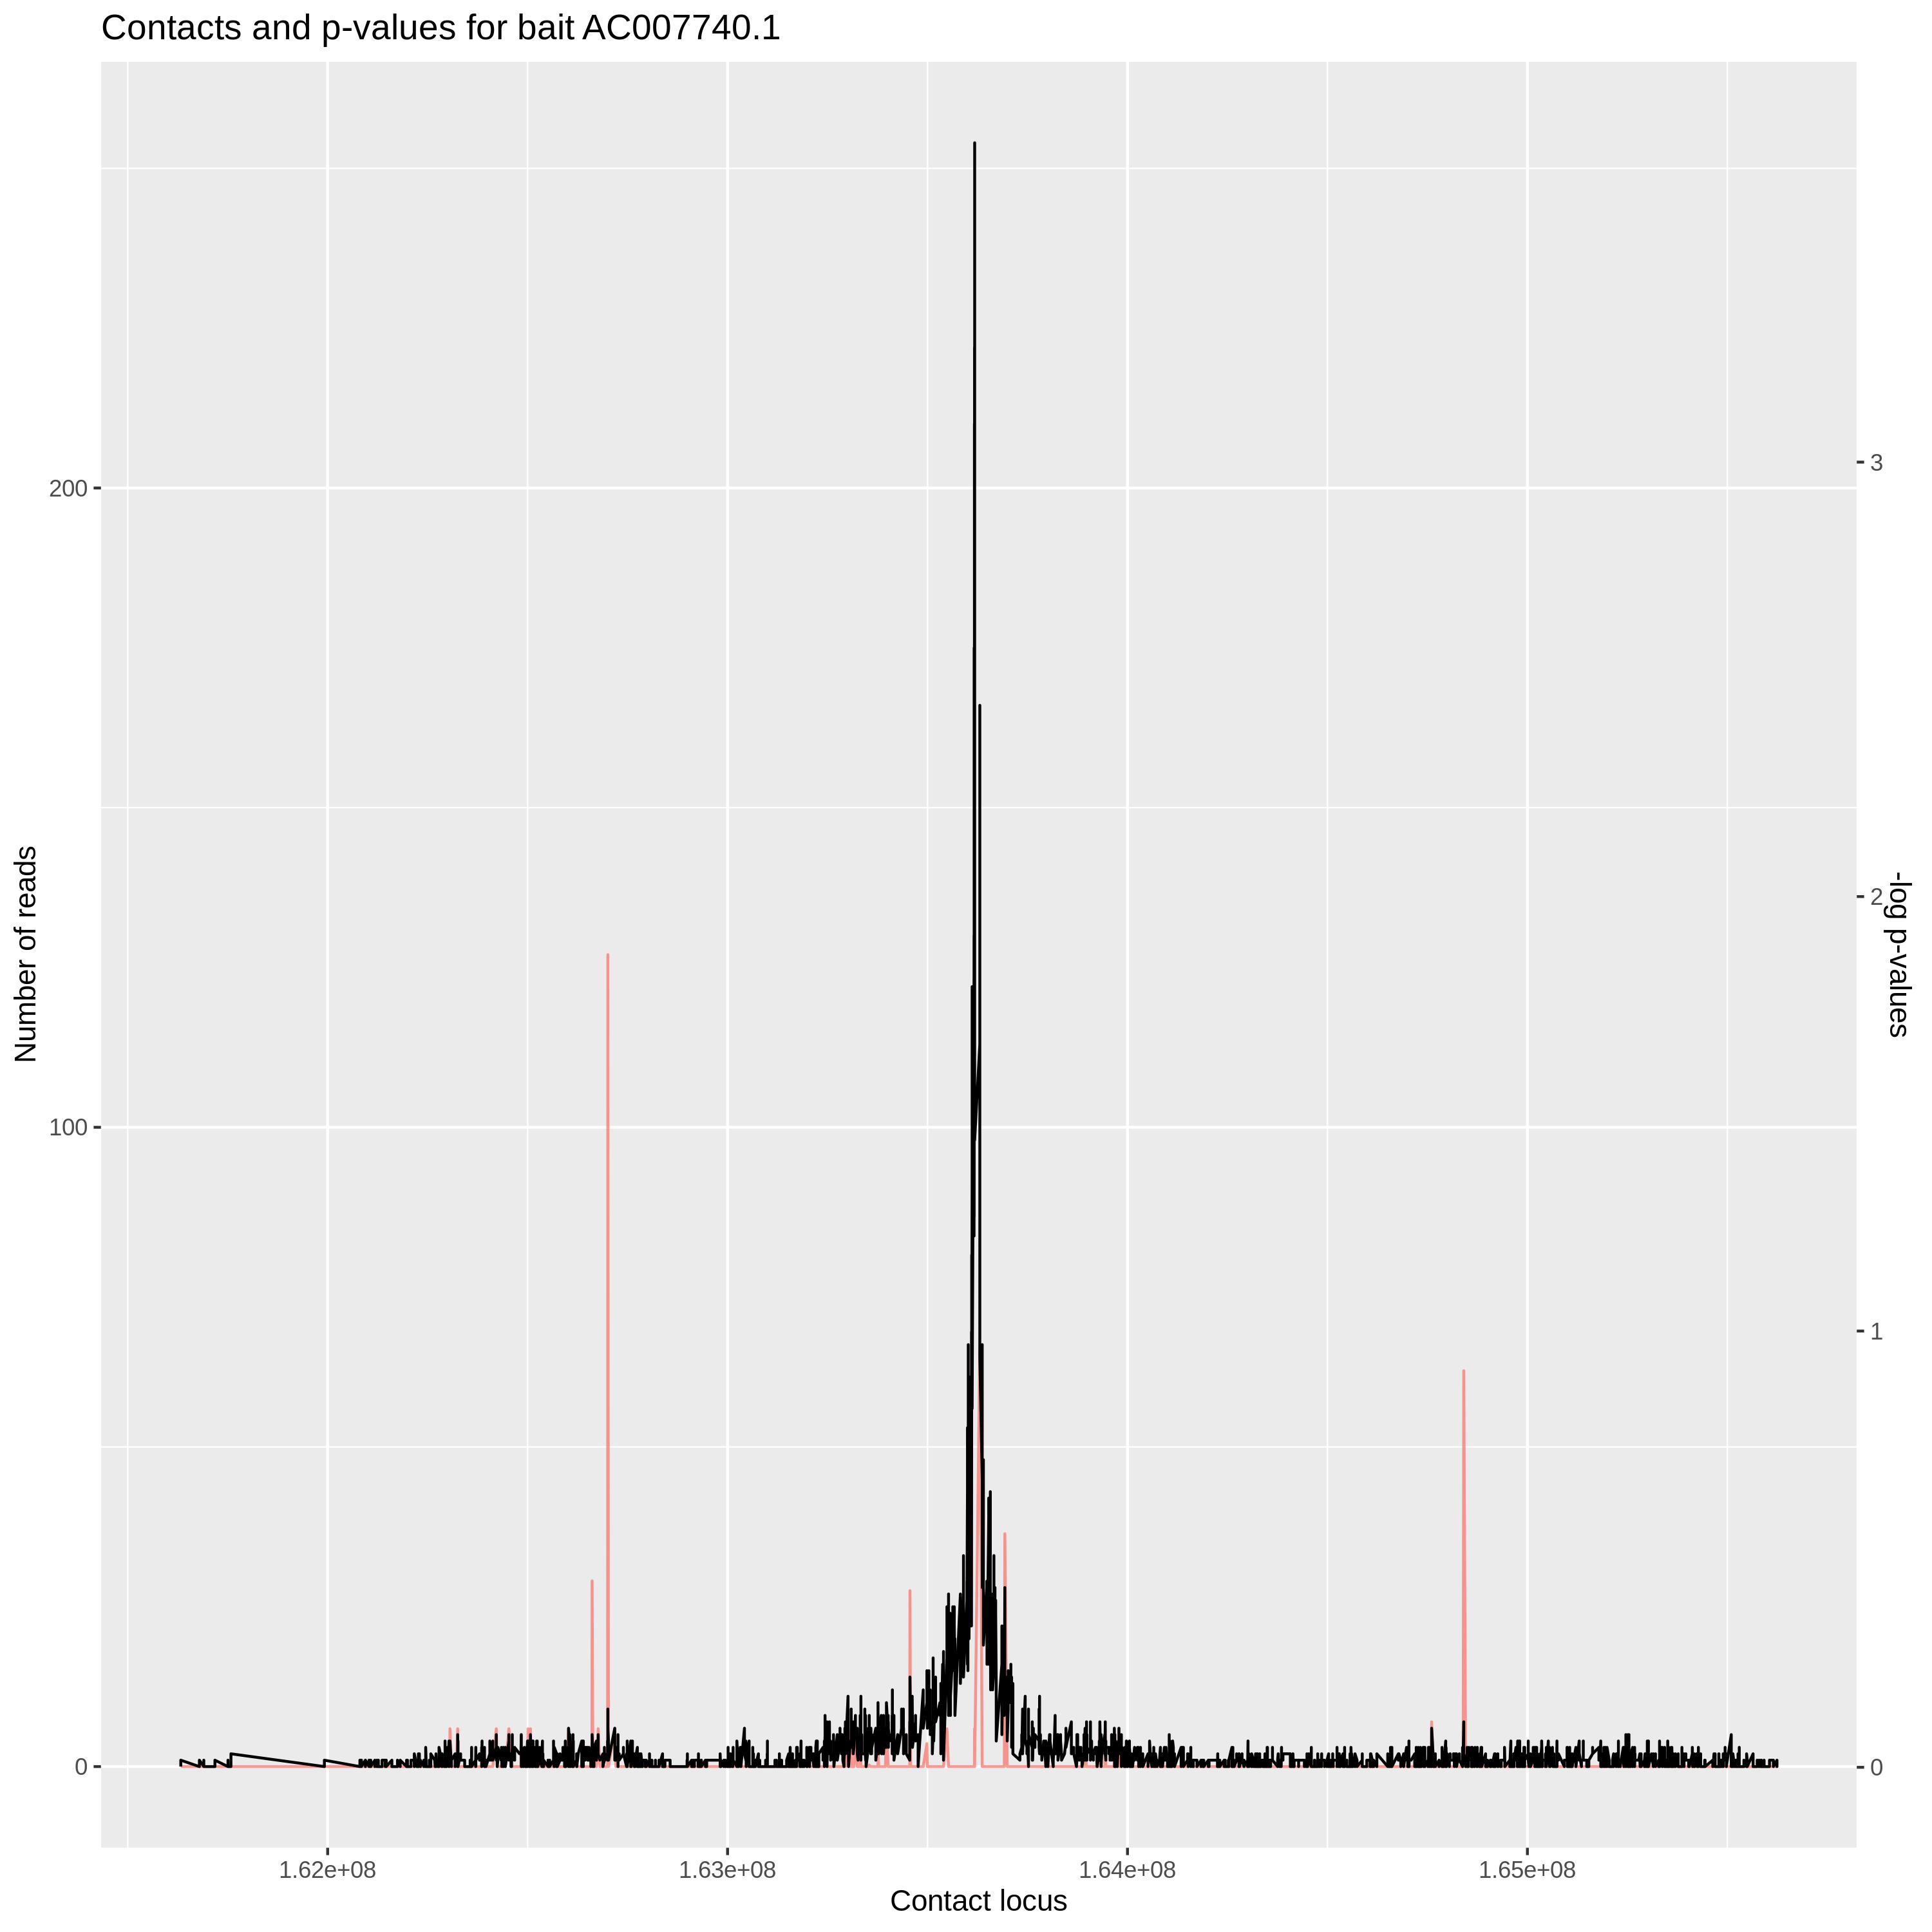 Contacts and p-values for bait AC007740.1
Number of reads
200
100
0
3
2
1
0
-log p-values
1.62e+08 1.63e+08 1.64e+08 1.65e+08
Contact locus